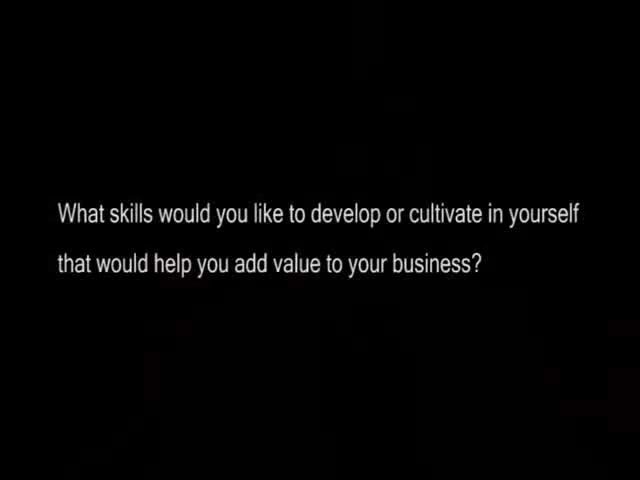 What skills would you like to develop or cultivate in yourself
that would help you add value to your business?